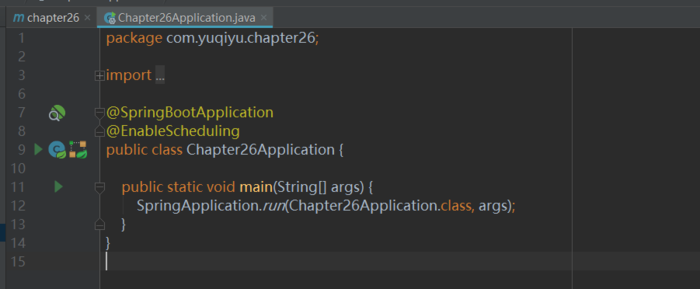 m chapter26 × Chapter26Application.java ×
1 package com.yuqiyu.chapter26;
2
3 import ...
6
7 @SpringBootApplication
8 @EnableScheduling
9 public class Chapter26Application {
10
11 public static void main(String[] args) {
12 SpringApplication.run(Chapter26Application.class, args);
13 }
14 }
15